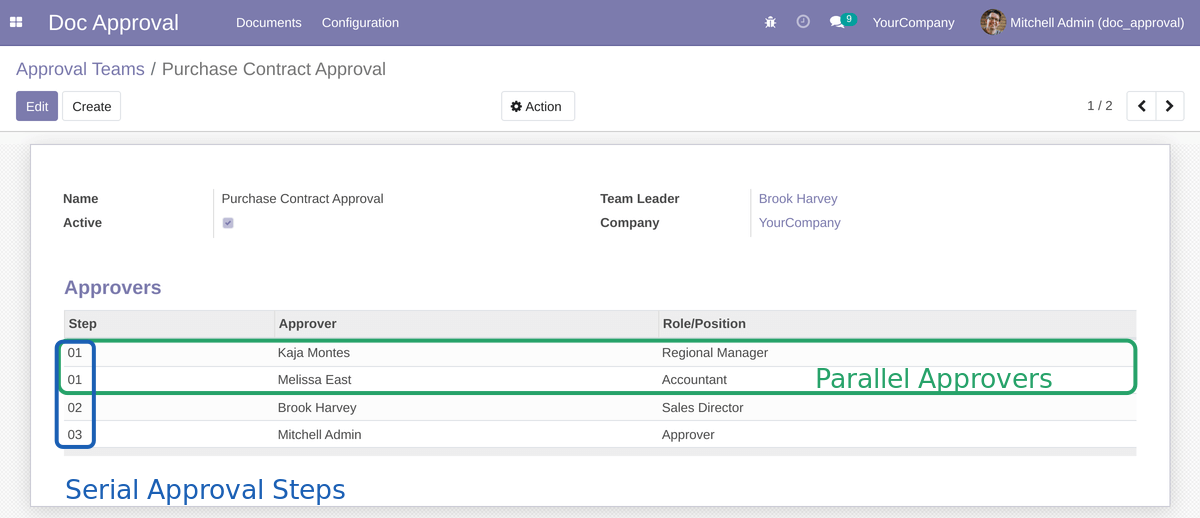 Doc Approval Documents Configuration 9 YourCompany Mitchell Admin (doc_approval)
Approval Teams / Purchase Contract Approval
Edit Create Action 1 / 2
Name Purchase Contract Approval Team Leader Brook Harvey
Active Company YourCompany
Approvers
Step Approver Role/Position
01 Kaja Montes Regional Manager
01 Melissa East Accountant Parallel Approvers
02 Brook Harvey Sales Director
03 Mitchell Admin Approver
Serial Approval Steps